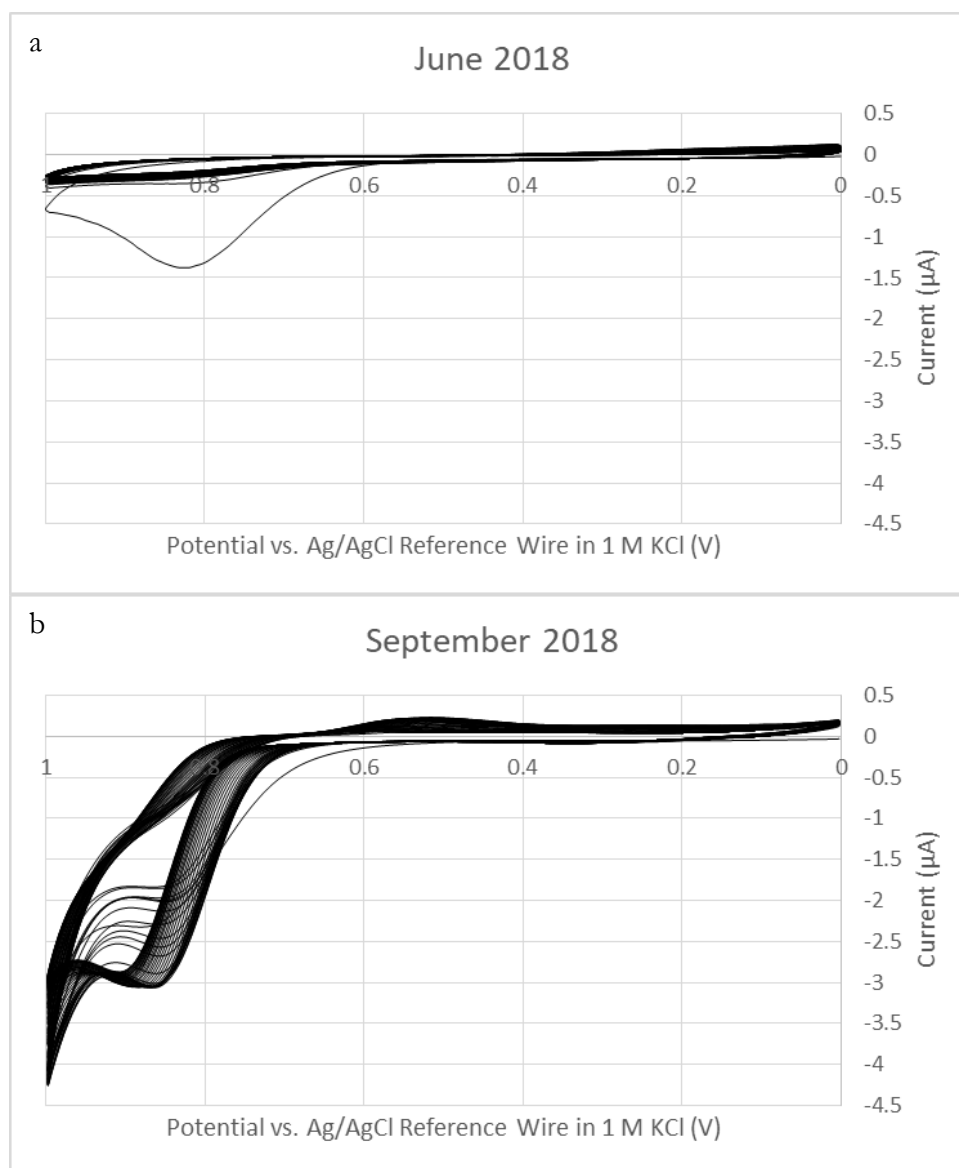 a
June 2018
0.5
0
1 0.8 0.6 0.4 0.2 0
-0.5
-1
-1.5
-2
-2.5
-3
-3.5
-4
-4.5
Current (µA)
Potential vs. Ag/AgCl Reference Wire in 1 M KCl (V)
b
September 2018
0.5
0
1 0.8 0.6 0.4 0.2 0
-0.5
-1
-1.5
-2
-2.5
-3
-3.5
-4
-4.5
Current (µA)
Potential vs. Ag/AgCl Reference Wire in 1 M KCl (V)